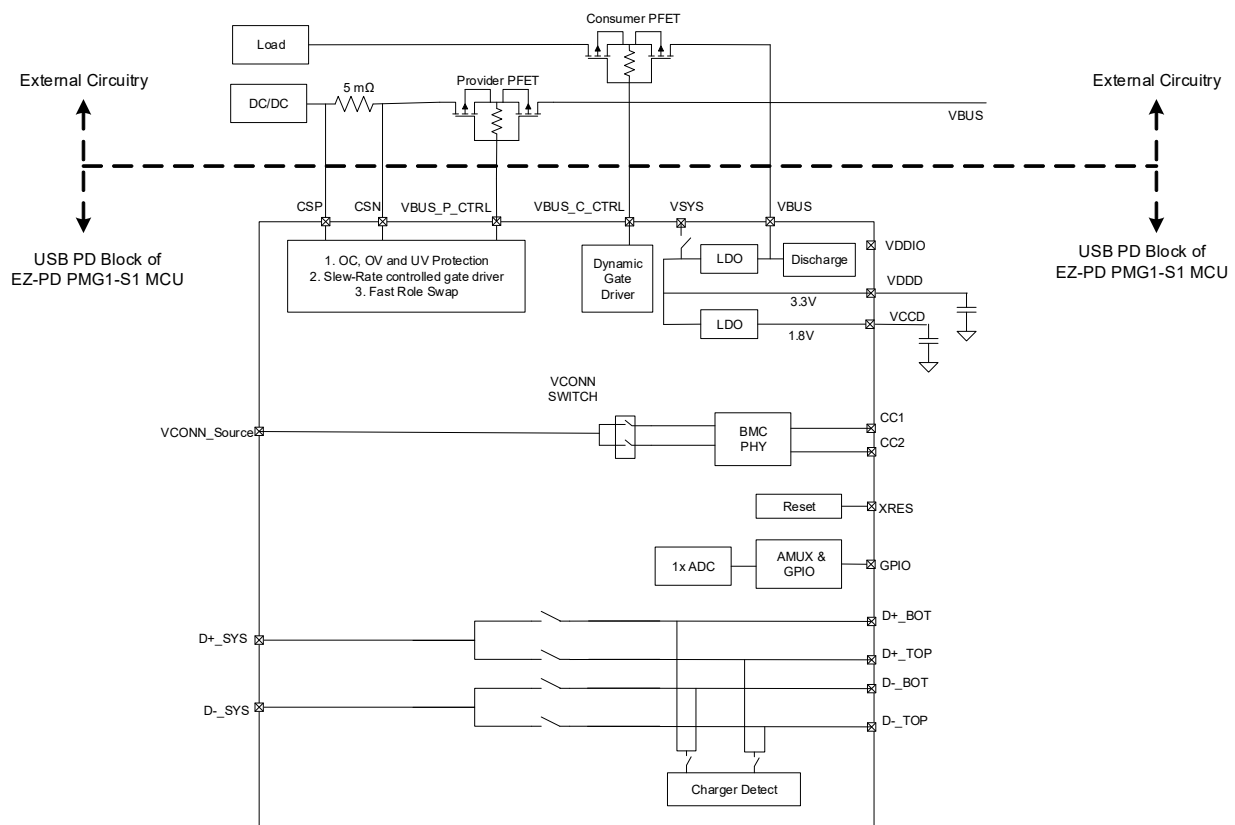 Consumer PFET
Load
External Circuitry
External Circuitry
Provider PFET
5 mΩ
DC/DC
VBUS
CSP
CSN
VBUS_P_CTRL
VBUS_C_CTRL
VSYS
VBUS
USB PD Block of
EZ-PD PMG1-S1 MCU
1. OC, OV and UV Protection
2. Slew-Rate controlled gate driver
3. Fast Role Swap
Dynamic
Gate
Driver
LDO
Discharge
VDDIO
USB PD Block of
EZ-PD PMG1-S1 MCU
VDDD
3.3V
LDO
VCCD
1.8V
VCONN
SWITCH
VCONN_Source
BMC
PHY
CC1
CC2
Reset
XRES
1x ADC
AMUX &
GPIO
GPIO
D+_SYS
D+_BOT
D+_TOP
D-_SYS
D-_BOT
D-_TOP
Charger Detect